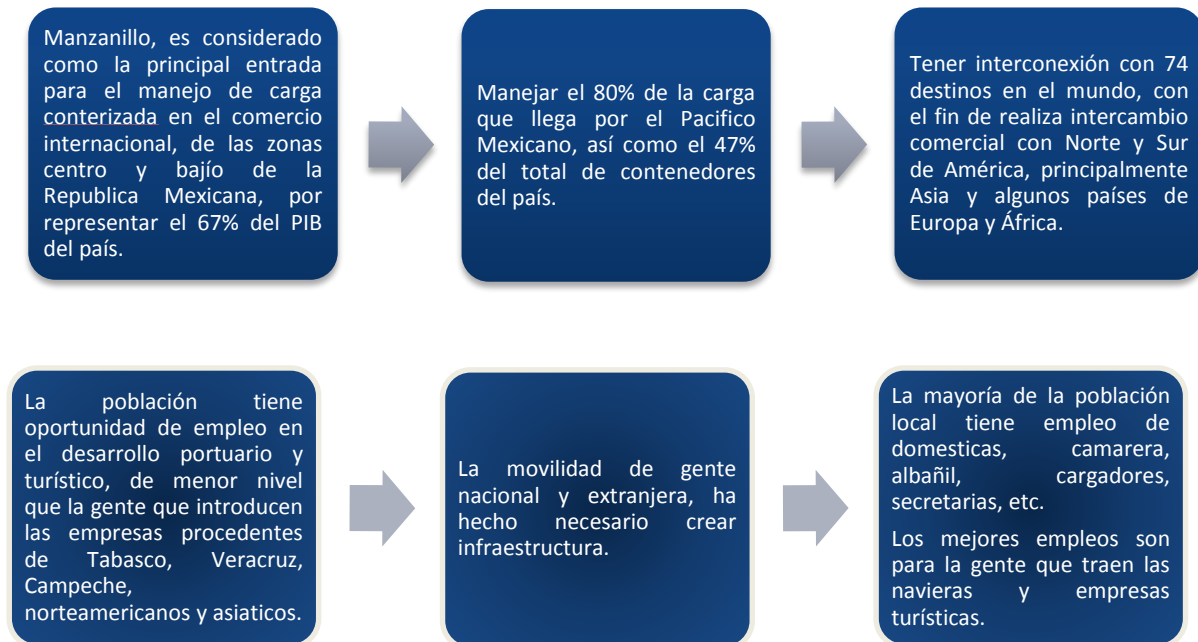 Manzanillo, es considerado
como la principal entrada
para el manejo de carga
conterizada en el comercio
internacional, de las zonas
centro y bajío de la
Republica Mexicana, por
representar el 67% del PIB
del país.
Manejar el 80% de la carga
que llega por el Pacifico
Mexicano, así como el 47%
del total de contenedores
del país.
Tener interconexión con 74
destinos en el mundo, con
el fin de realiza intercambio
comercial con Norte y Sur
de América, principalmente
Asia y algunos países de
Europa y África.
La población tiene
oportunidad de empleo en
el desarrollo portuario y
turístico, de menor nivel
que la gente que introducen
las empresas procedentes
de Tabasco, Veracruz,
Campeche,
norteamericanos y asiaticos.
La movilidad de gente
nacional y extranjera, ha
hecho necesario crear
infraestructura.
La mayoría de la población
local tiene empleo de
domesticas, camarera,
albañil, cargadores,
secretarias, etc.
Los mejores empleos son
para la gente que traen las
navieras y empresas
turísticas.